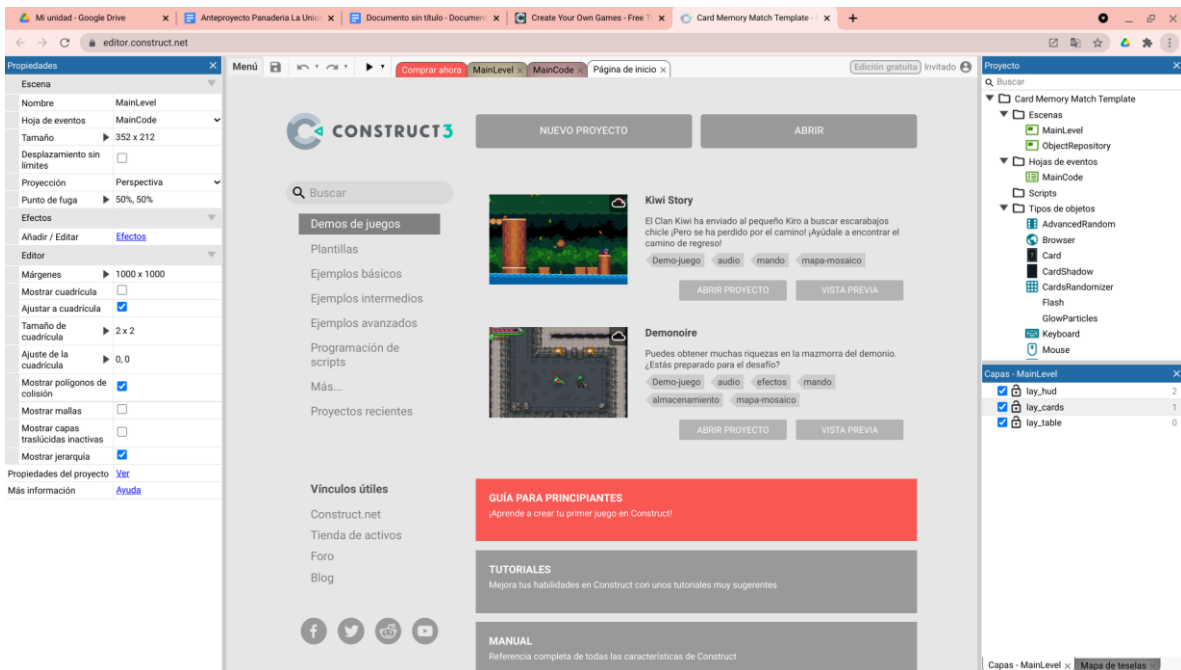 Mi unidad - Google Drive
Anteproyecto Panaderia La Unic
Documento sin título - Documen
Create Your Own Games - Free T
Card Memory Match Template -
editor.construct.net
Propiedades
Escena
Nombre MainLevel
Hoja de eventos MainCode
Tamaño 352 x 212
Desplazamiento sin
límites
Proyección Perspectiva
Punto de fuga 50%, 50%
Efectos
Añadir / Editar Efectos
Editor
Márgenes 1000 x 1000
Mostrar cuadrícula
Ajustar a cuadrícula
Tamaño de
cuadrícula 2 x 2
Ajuste de la
cuadrícula 0, 0
Mostrar polígonos de
colisión
Mostrar mallas
Mostrar capas
traslúcidas inactivas
Mostrar jerarquía
Propiedades del proyecto Ver
Más información Ayuda
Menú
Comprar ahora
MainLevel
MainCode
Página de inicio
Edición gratuita
Invitado
CONSTRUCT3
NUEVO PROYECTO
ABRIR
Buscar
Demos de juegos
Plantillas
Ejemplos básicos
Ejemplos intermedios
Ejemplos avanzados
Programación de
scripts
Más...
Proyectos recientes
Kiwi Story
El Clan Kiwi ha enviado al pequeño Kiro a buscar escarabajos
chicle ¡Pero se ha perdido por el camino! ¡Ayúdale a encontrar el
camino de regreso!
Demo-juego audio mando mapa-mosaico
ABRIR PROYECTO VISTA PREVIA
Demonoire
Puedes obtener muchas riquezas en la mazmorra del demonio.
¿Estás preparado para el desafío?
Demo-juego audio efectos mando
almacenamiento mapa-mosaico
ABRIR PROYECTO VISTA PREVIA
Vínculos útiles
Construct.net
Tienda de activos
Foro
Blog
GUÍA PARA PRINCIPIANTES
¡Aprende a crear tu primer juego en Construct!
TUTORIALES
Mejora tus habilidades en Construct con unos tutoriales muy sugerentes
MANUAL
Referencia completa de todas las características de Construct
Proyecto
Buscar
Card Memory Match Template
Escenas
MainLevel
ObjectRepository
Hojas de eventos
MainCode
Scripts
Tipos de objetos
AdvancedRandom
Browser
Card
CardShadow
CardsRandomizer
Flash
GlowParticles
Keyboard
Mouse
Capas - MainLevel
lay_hud 2
lay_cards 1
lay_table 0
Capas - MainLevel
Mapa de teselas